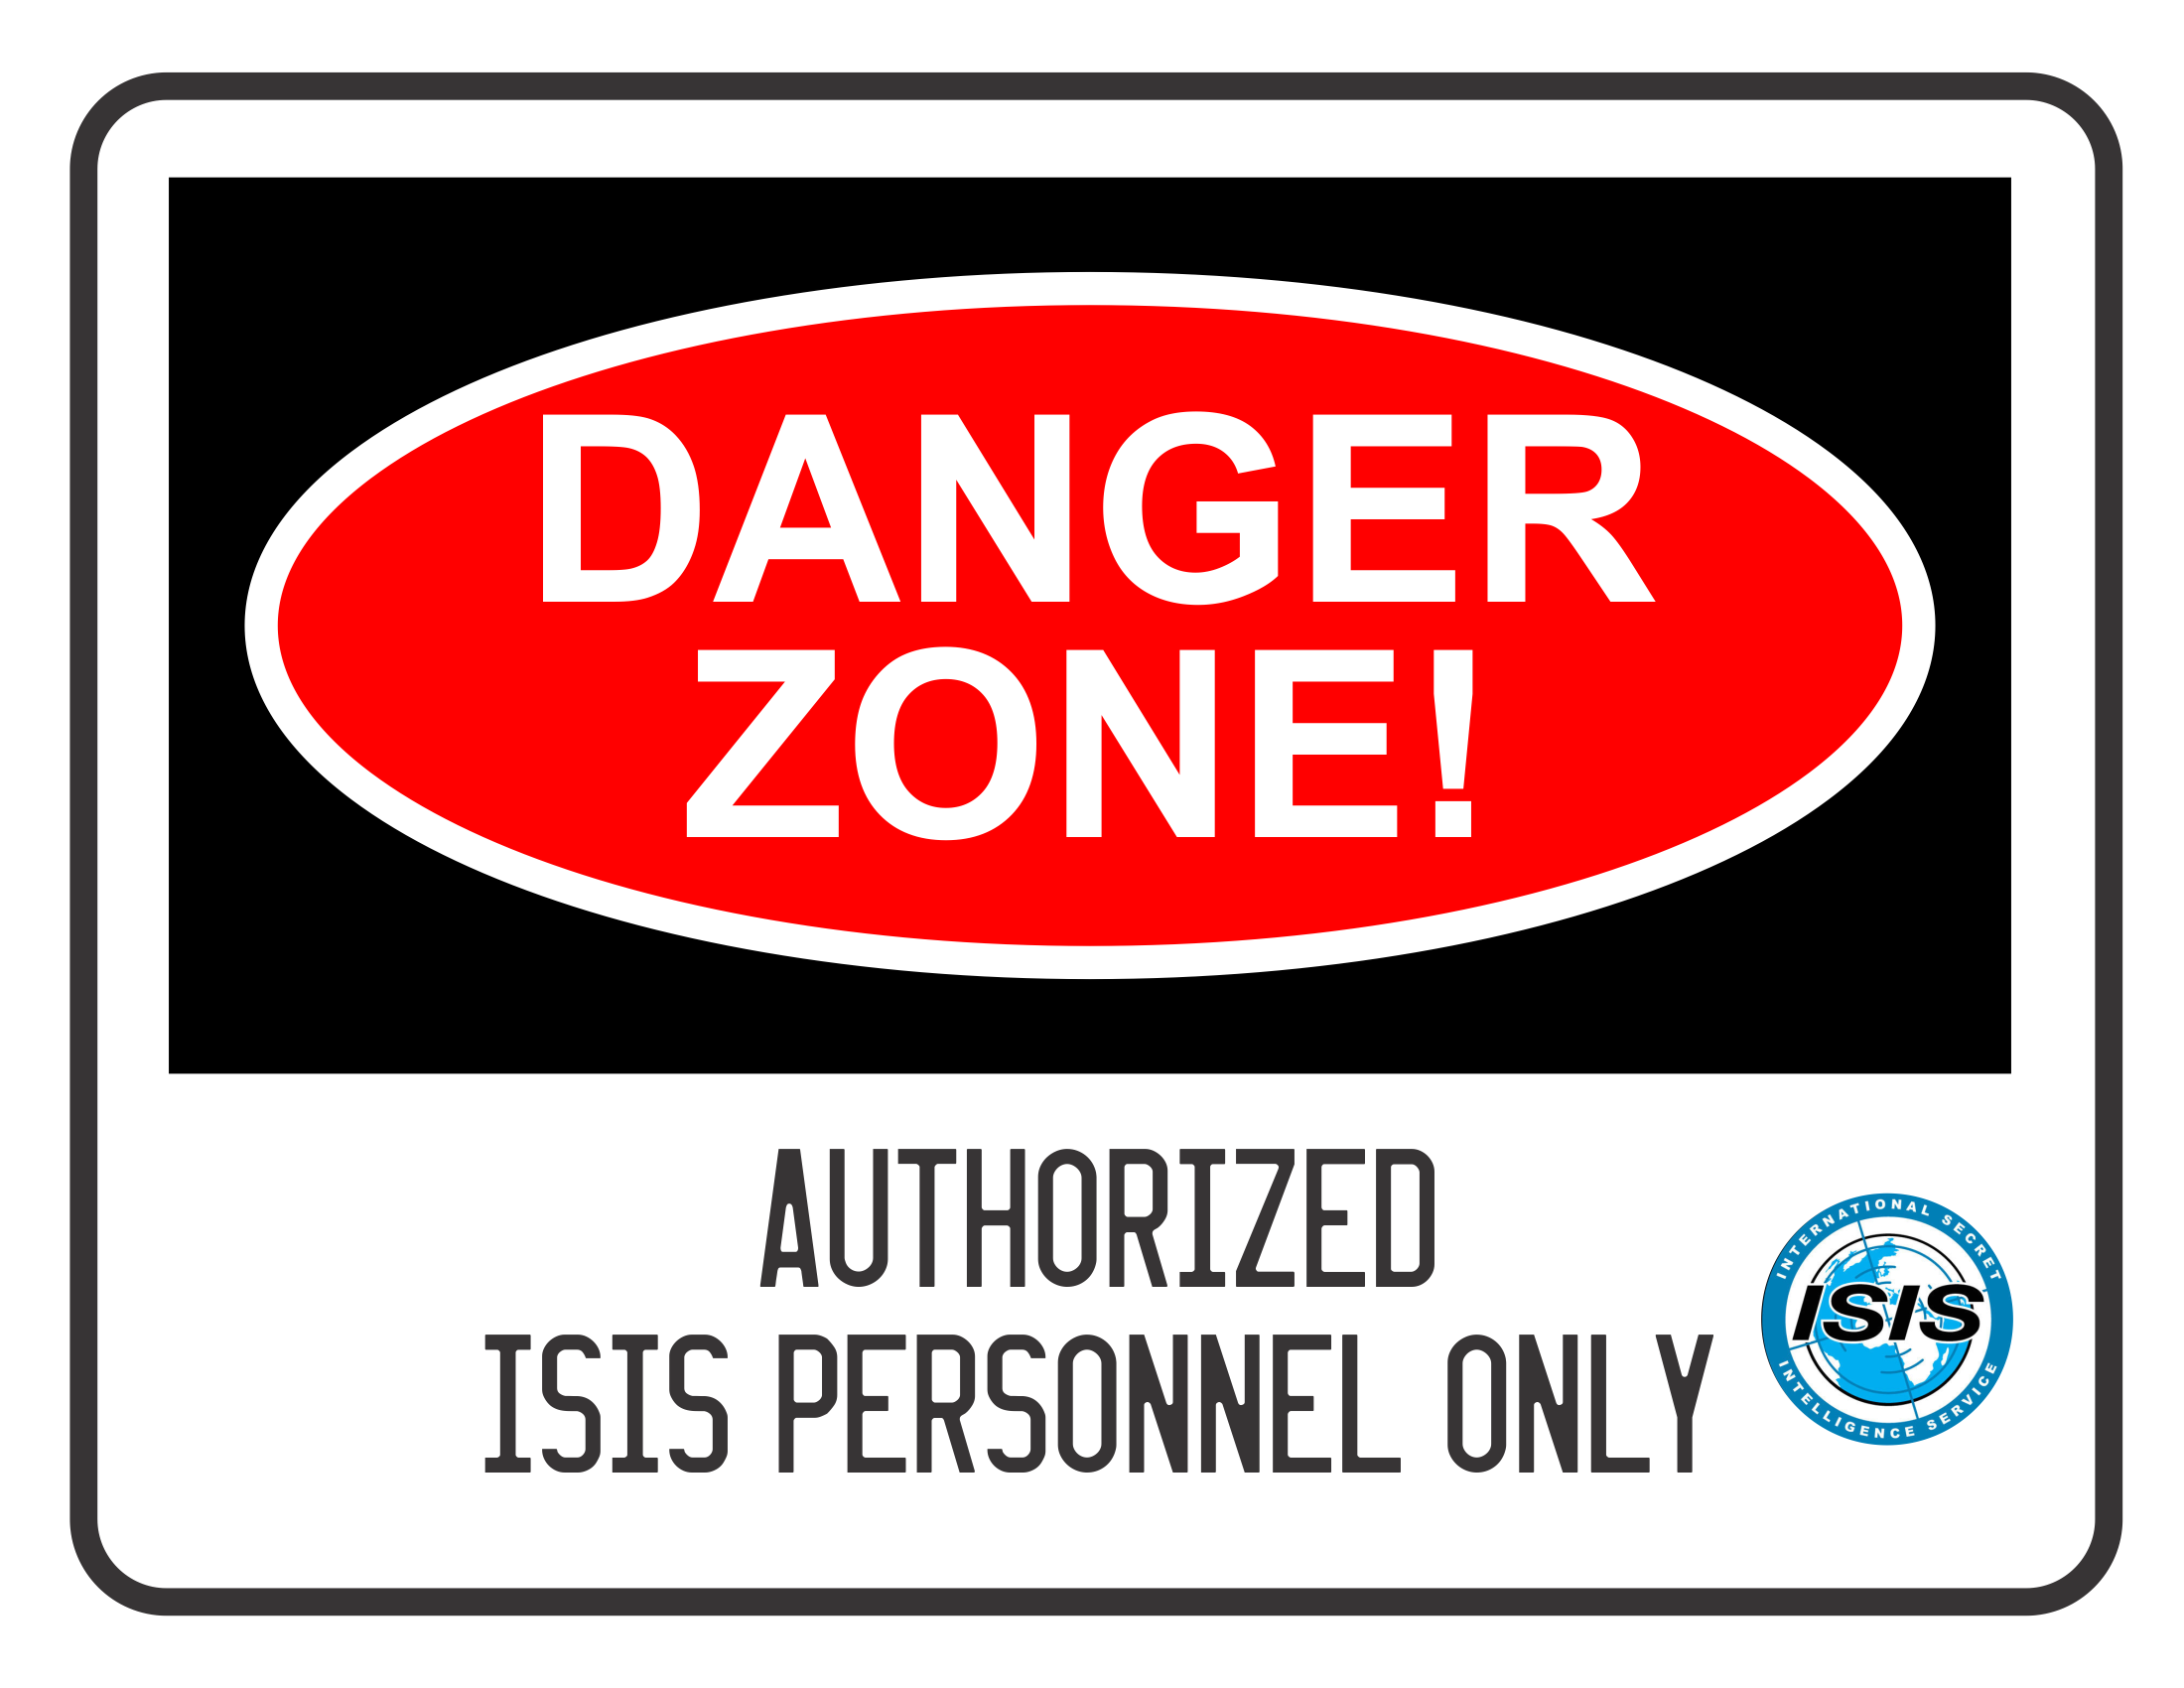 DANGER
ZONE!
AUTHORIZED
ISIS PERSONNEL ONLY
INTERNATIONAL SECRET
ISIS
INTELLIGENCE SERVICE